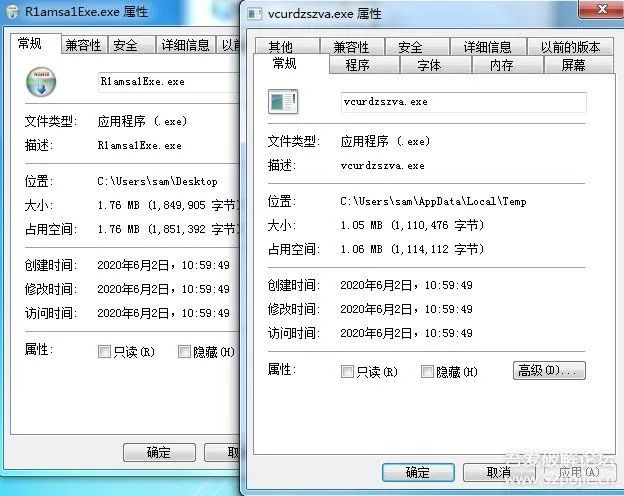 R1amsa1Exe.exe 属性
常规 兼容性 安全 详细信息 以前
R1amsa1Exe.exe
文件类型: 应用程序 (.exe)
描述: R1amsa1Exe.exe
位置: C:\Users\sam\Desktop
大小: 1.76 MB (1,849,905 字节
占用空间: 1.76 MB (1,851,392 字节
创建时间: 2020年6月2日，10:59:49
修改时间: 2020年6月2日，10:59:49
访问时间: 2020年6月2日，10:59:49
属性: 只读(R) 隐藏(H)
确定 取
vcurdzszva.exe 属性
其他 兼容性 安全 详细信息 以前的版本
常规 程序 字体 内存 屏幕
vcurdzszva.exe
文件类型: 应用程序 (.exe)
描述: vcurdzszva.exe
位置: C:\Users\sam\AppData\Local\Temp
大小: 1.05 MB (1,110,476 字节)
占用空间: 1.06 MB (1,114,112 字节)
创建时间: 2020年6月2日，10:59:49
修改时间: 2020年6月2日，10:59:49
访问时间: 2020年6月2日，10:59:49
属性: 只读(R) 隐藏(H) 高级(D)...
确定 取消 应用(A)
吾爱破解论坛
www.52pojie.cn